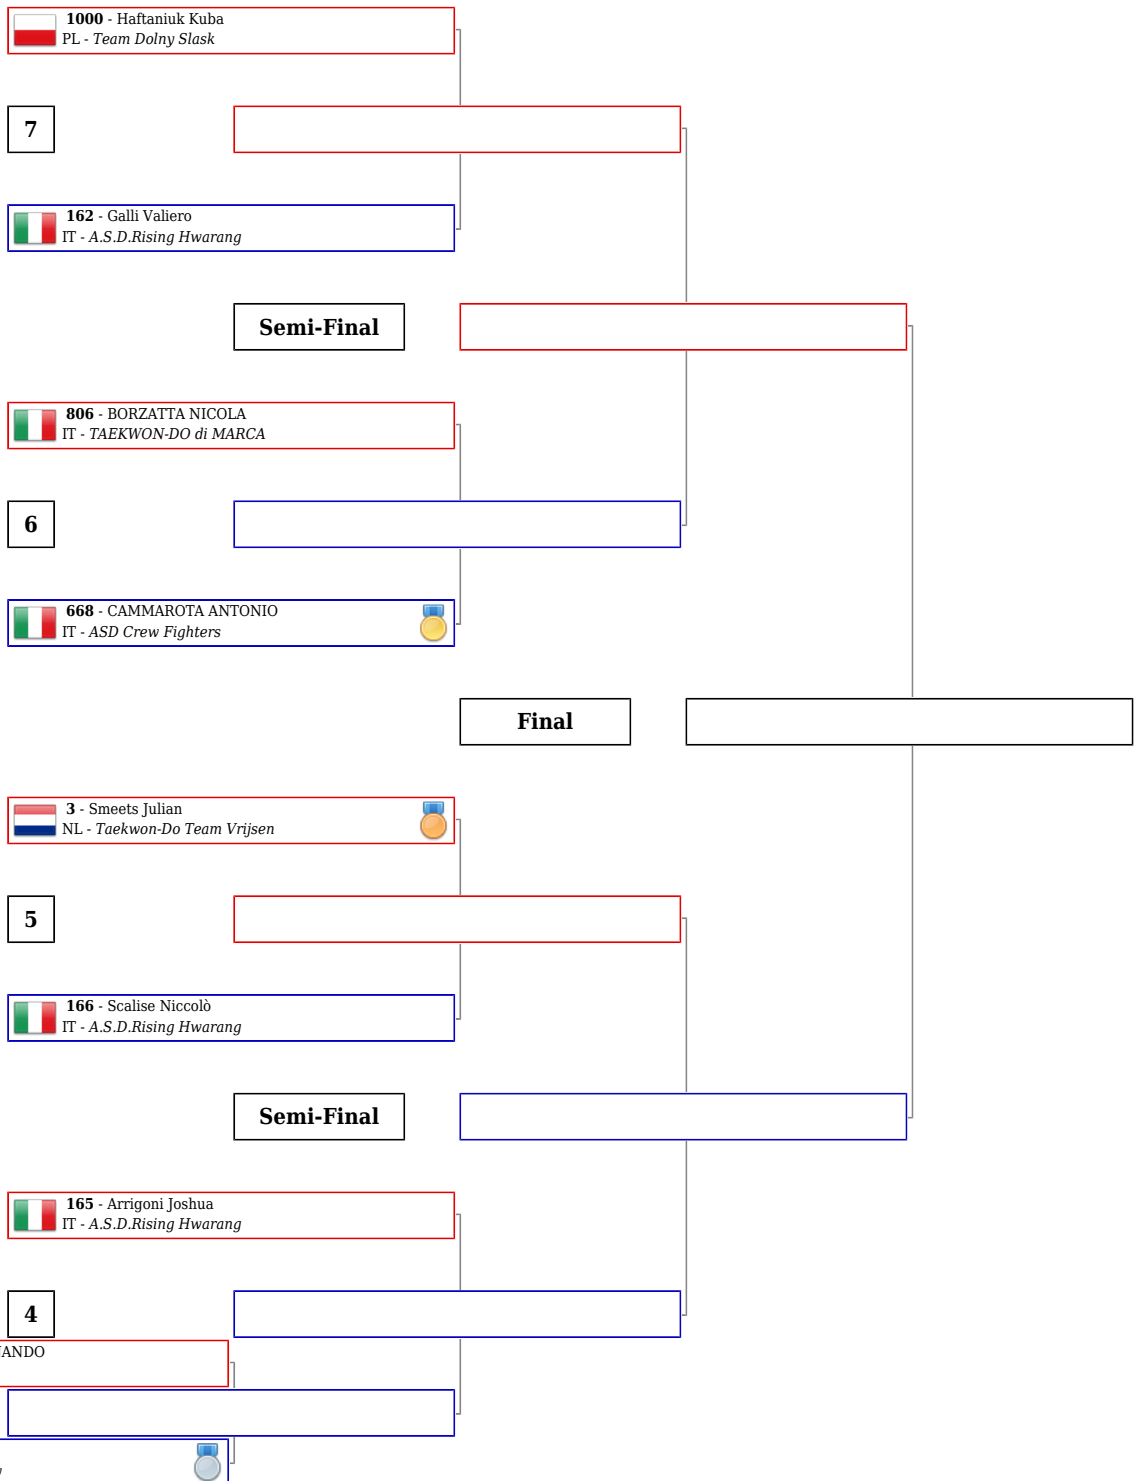 1000 - Haftaniuk Kuba
PL - Team Dolny Slask
7
162 - Galli Valiero
IT - A.S.D.Rising Hwarang
Semi-Final
806 - BORZATTA NICOLA
IT - TAEKWON-DO di MARCA
6
668 - CAMMAROTA ANTONIO
IT - ASD Crew Fighters
Final
3 - Smeets Julian
NL - Taekwon-Do Team Vrijsen
5
166 - Scalise Niccolò
IT - A.S.D.Rising Hwarang
Semi-Final
165 - Arrigoni Joshua
IT - A.S.D.Rising Hwarang
4
ANDO